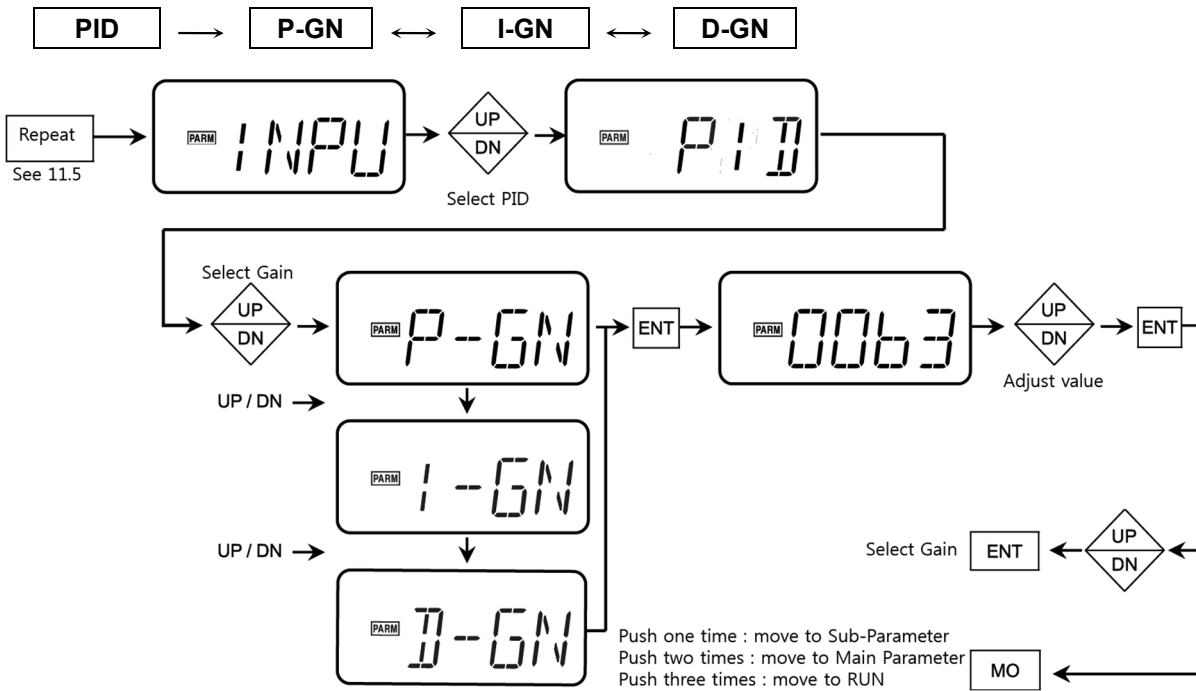 PID P-GN I-GN D-GN
Repeat
See 11.5
PARM INPU
UP
DN
Select PID
PARM PID
Select Gain
UP
DN
PARM P-GN
ENT
PARM 0063
UP
DN
Adjust value
ENT
UP / DN
PARM I-GN
UP / DN
PARM D-GN
Select Gain
ENT
UP
DN
Push one time : move to Sub-Parameter
Push two times : move to Main Parameter
Push three times : move to RUN
MO